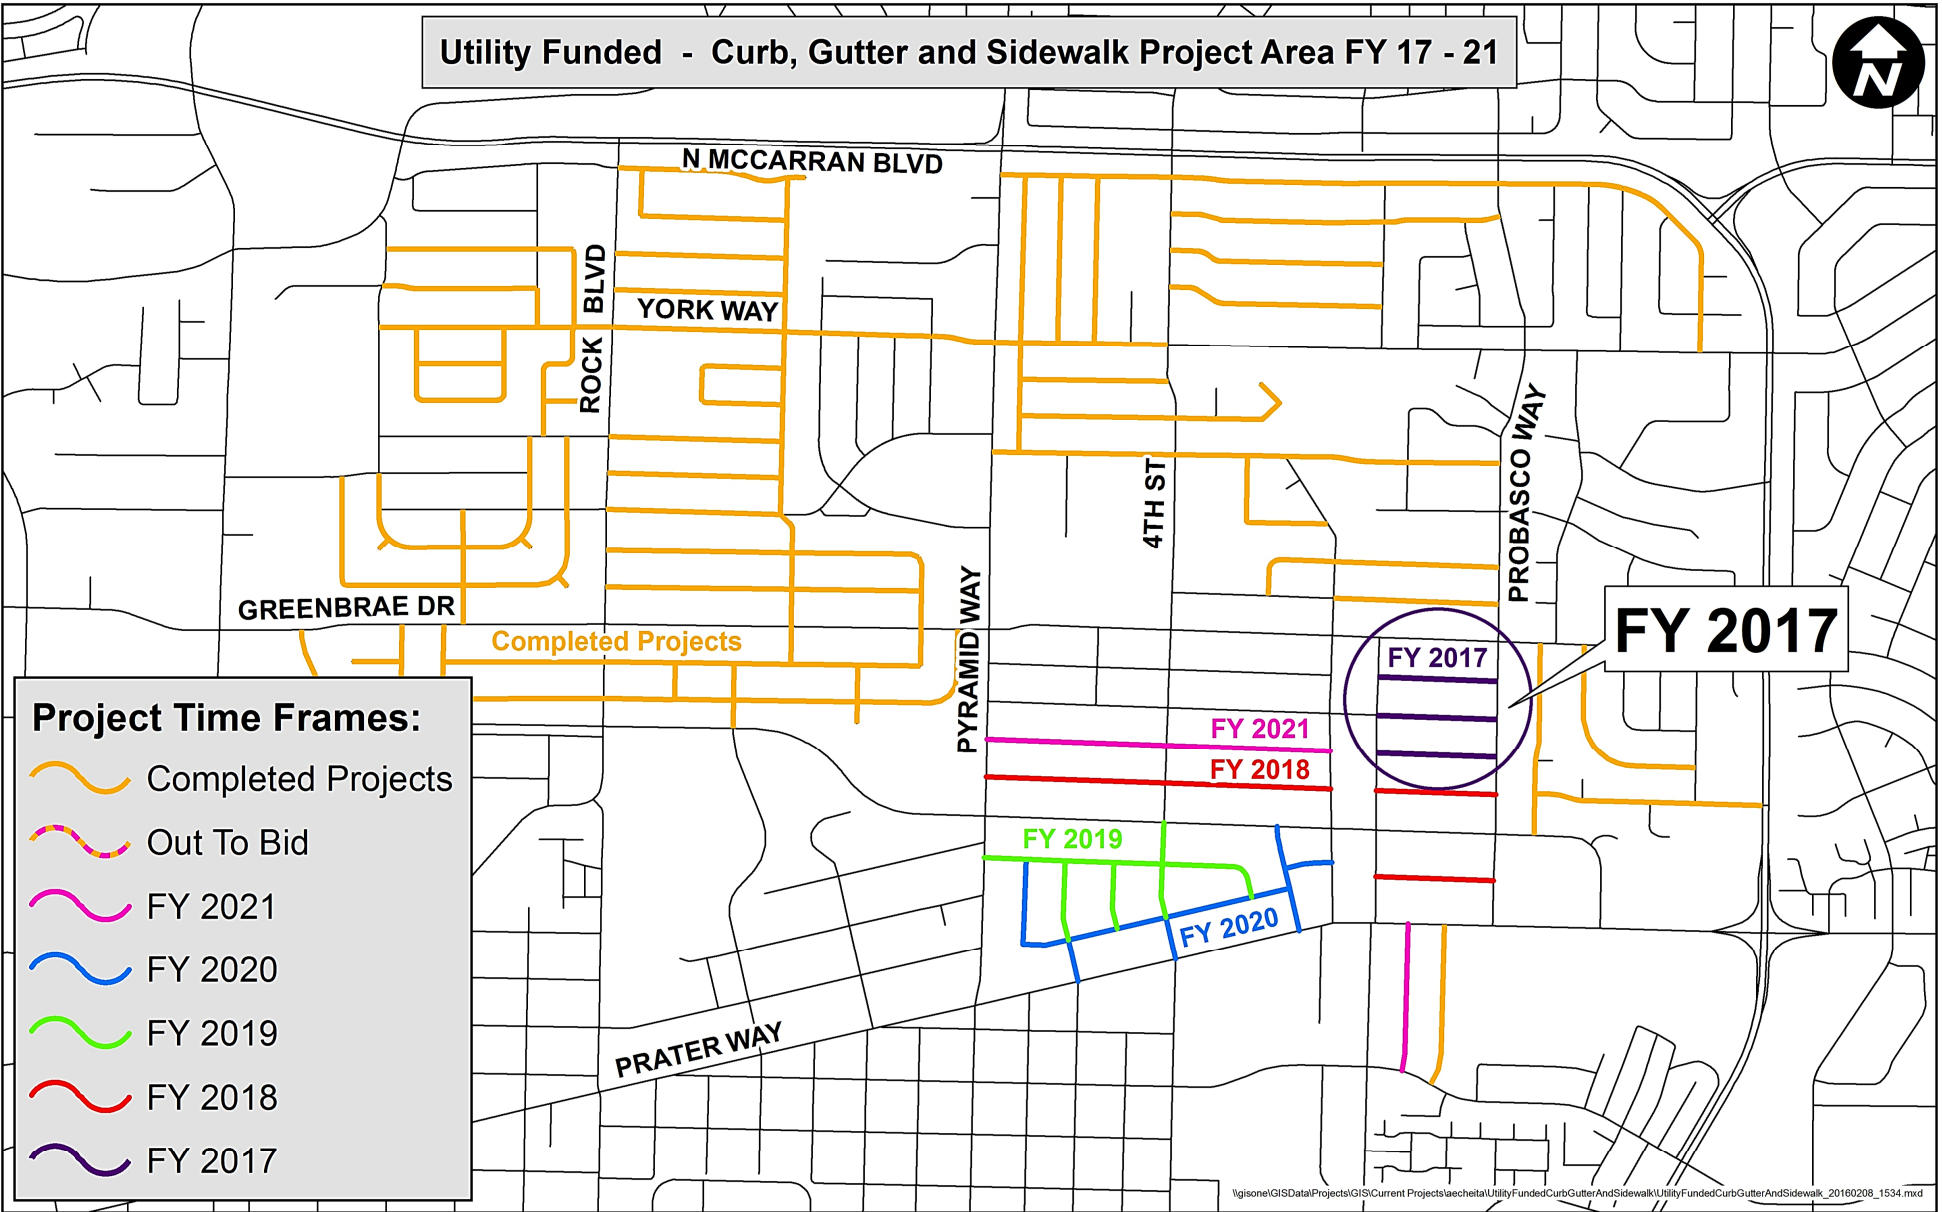 Utility Funded - Curb, Gutter and Sidewalk Project Area FY 17 - 21
N
N MCCARRAN BLVD
ROCK BLVD
YORK WAY
PROBASCO WAY
4TH ST
GREENBRAE DR
PYRAMID WAY
Completed Projects
FY 2017
FY 2017
FY 2021
FY 2018
FY 2019
FY 2020
PRATER WAY
Project Time Frames:
Completed Projects
Out To Bid
FY 2021
FY 2020
FY 2019
FY 2018
FY 2017
\\gisone\GISData\Projects\GIS\Current Projects\aecheita\UtilityFundedCurbGutterAndSidewalk\UtilityFundedCurbGutterAndSidewalk_20160208_1534.mxd